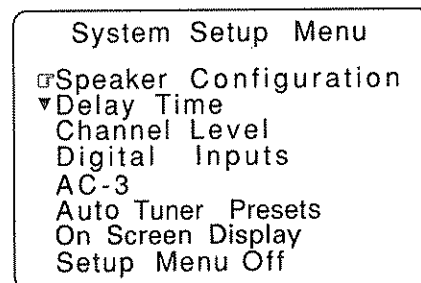 System Setup Menu
☞Speaker Configuration
▼Delay Time
Channel Level
Digital Inputs
AC-3
Auto Tuner Presets
On Screen Display
Setup Menu Off